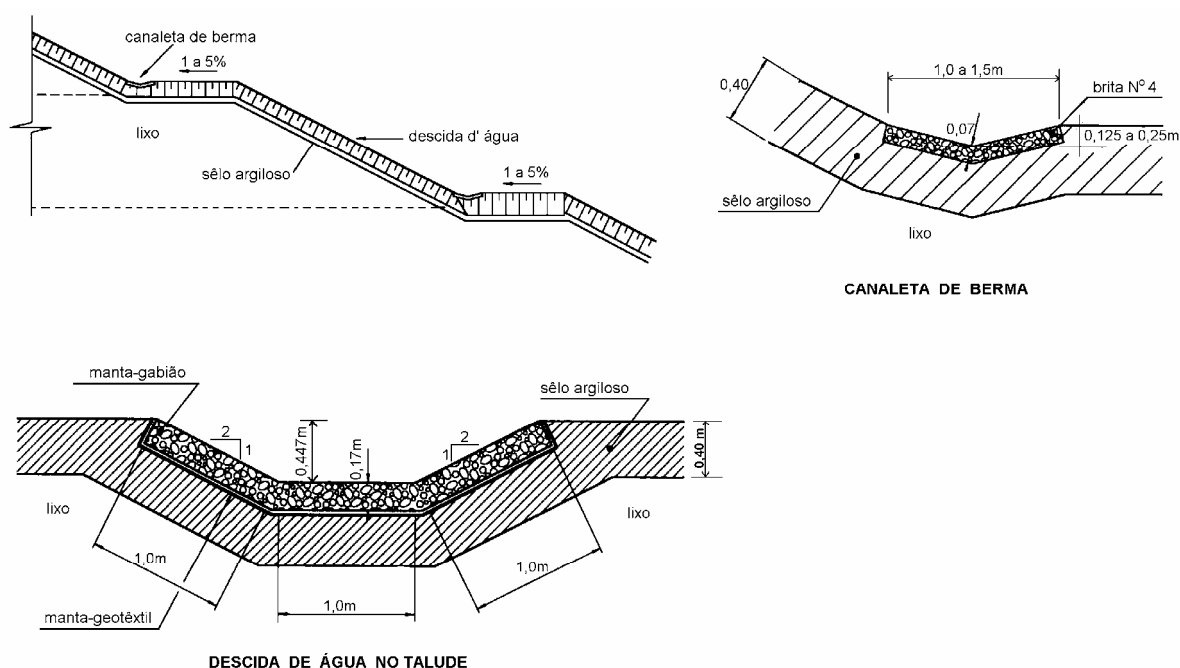 canaleta de berma
1 a 5%
lixo
descida d' água
sêlo argiloso
1 a 5%
0,40
1,0 a 1,5m
brita Nº 4
0,07
0,125 a 0,25m
sêlo argiloso
lixo
CANALETA DE BERMA
manta-gabião
sêlo argiloso
2
1
0,447m
0,17m
2
1
0,40 m
lixo
lixo
1,0m
1,0m
1,0m
manta-geotêxtil
DESCIDA DE ÁGUA NO TALUDE